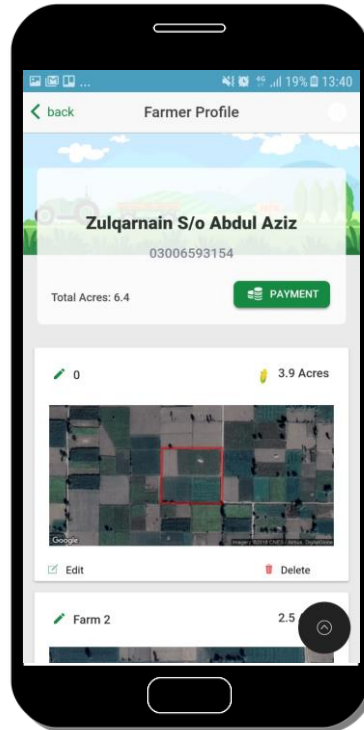 ... 4G 19% 13:40
back Farmer Profile
Zulqarnain S/o Abdul Aziz
03006593154
Total Acres: 6.4 PAYMENT
0 3.9 Acres
Google
Edit Delete
Farm 2 2.5